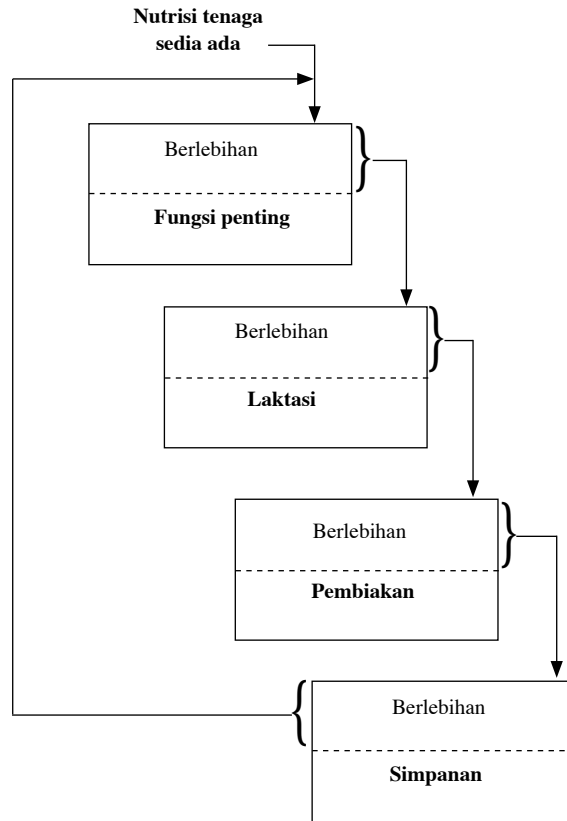 Nutrisi tenaga
sedia ada
Berlebihan
Fungsi penting
Berlebihan
Laktasi
Berlebihan
Pembiakan
Berlebihan
Simpanan